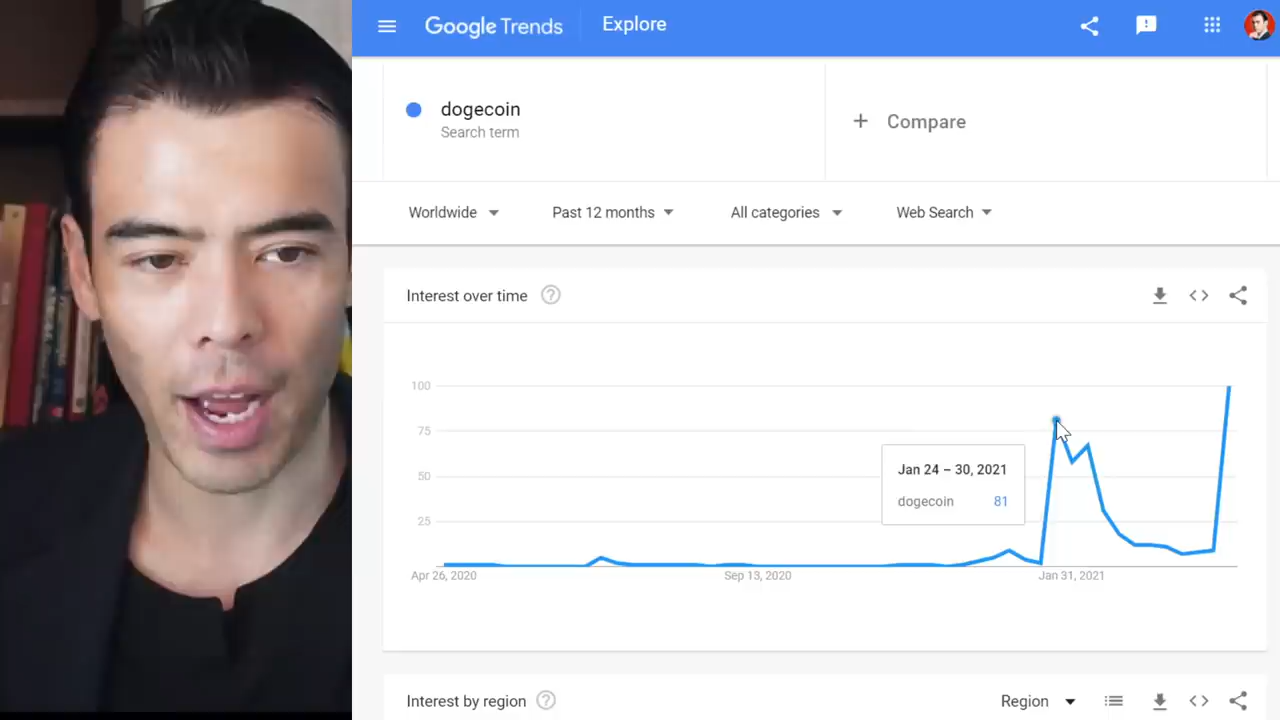 Google Trends Explore
dogecoin
Search term
+ Compare
Worldwide Past 12 months All categories Web Search
Interest over time
100
75
50
25
Jan 24 – 30, 2021
dogecoin 81
Apr 26, 2020 Sep 13, 2020 Jan 31, 2021
Interest by region Region